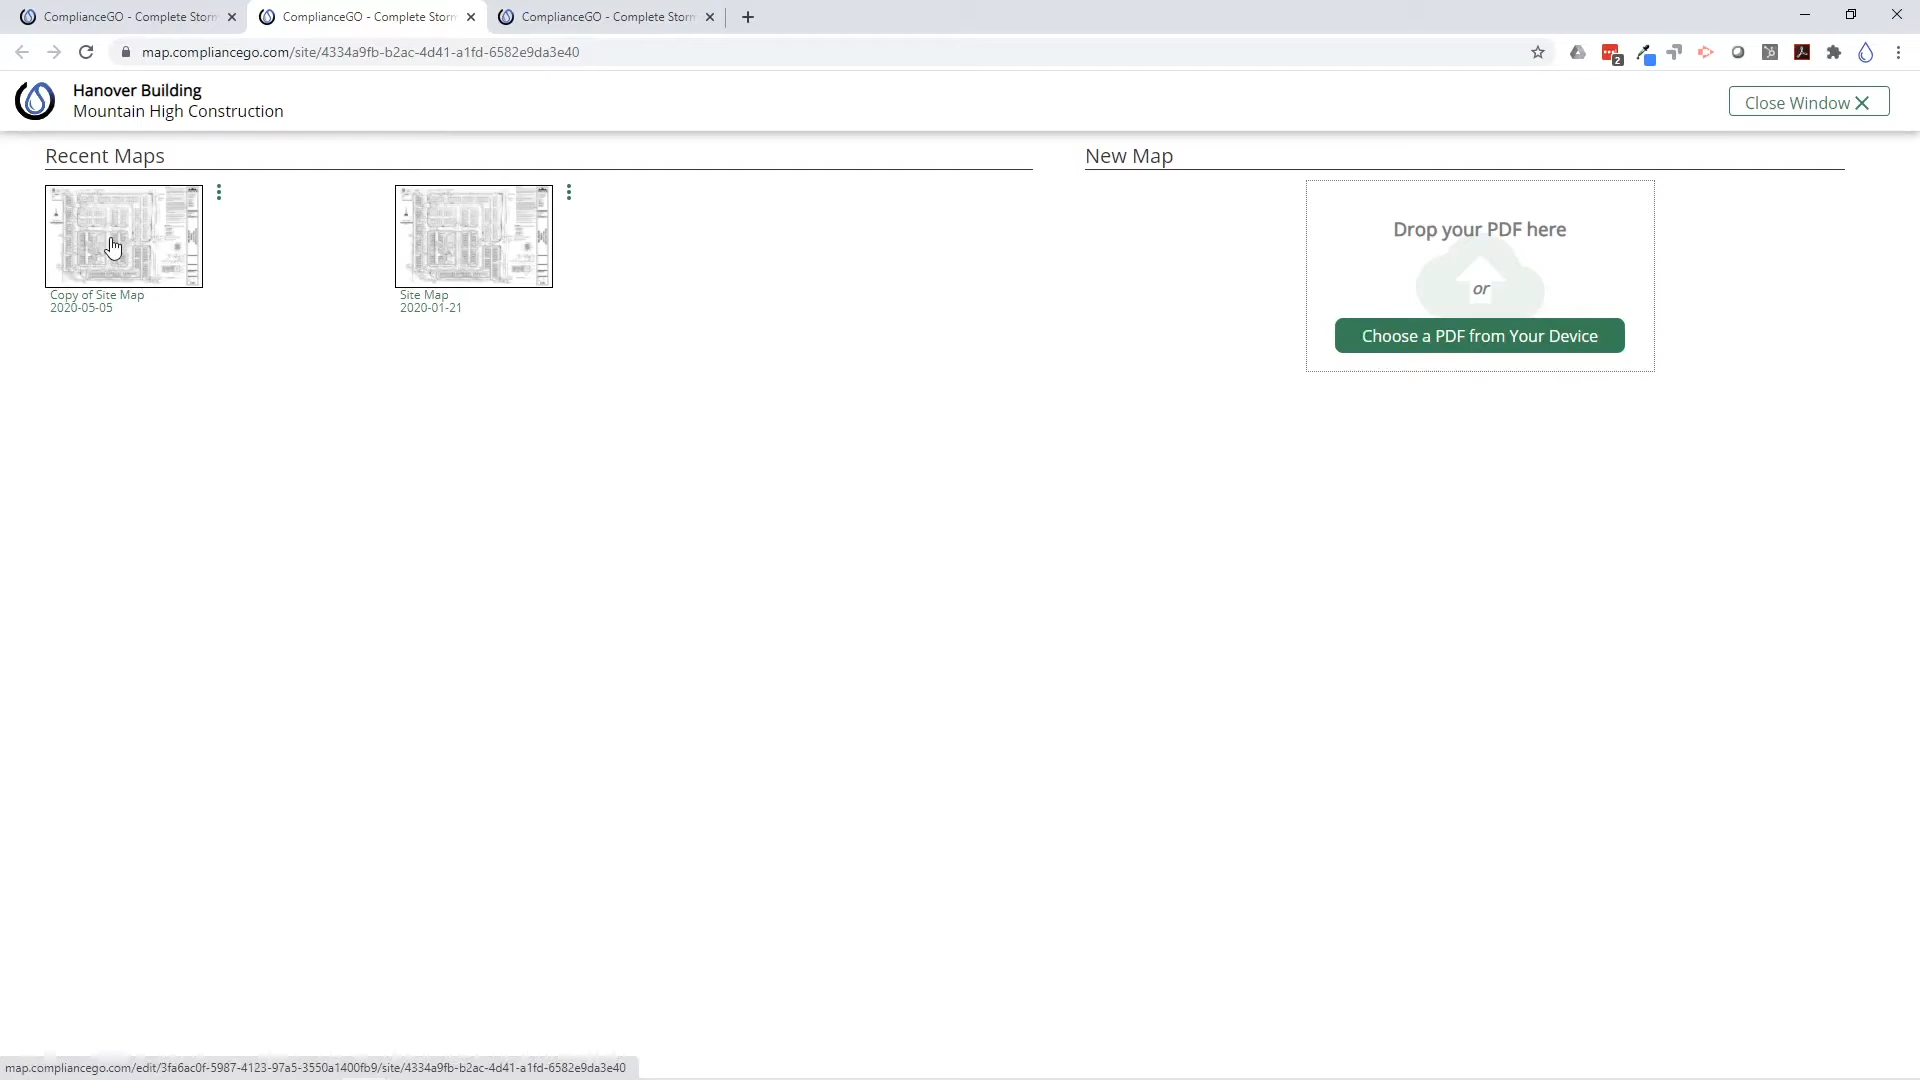 ComplianceGO - Complete Storm
ComplianceGO - Complete Storm
ComplianceGO - Complete Storm
map.compliancego.com/site/4334a9fb-b2ac-4d41-a1fd-6582e9da3e40
2
Hanover Building
Mountain High Construction
Close Window
Recent Maps
New Map
Copy of Site Map
2020-05-05
Site Map
2020-01-21
Drop your PDF here
or
Choose a PDF from Your Device
map.compliancego.com/edit/3fa6ac0f-5987-4123-97a5-3550a1400fb9/site/4334a9fb-b2ac-4d41-a1fd-6582e9da3e40